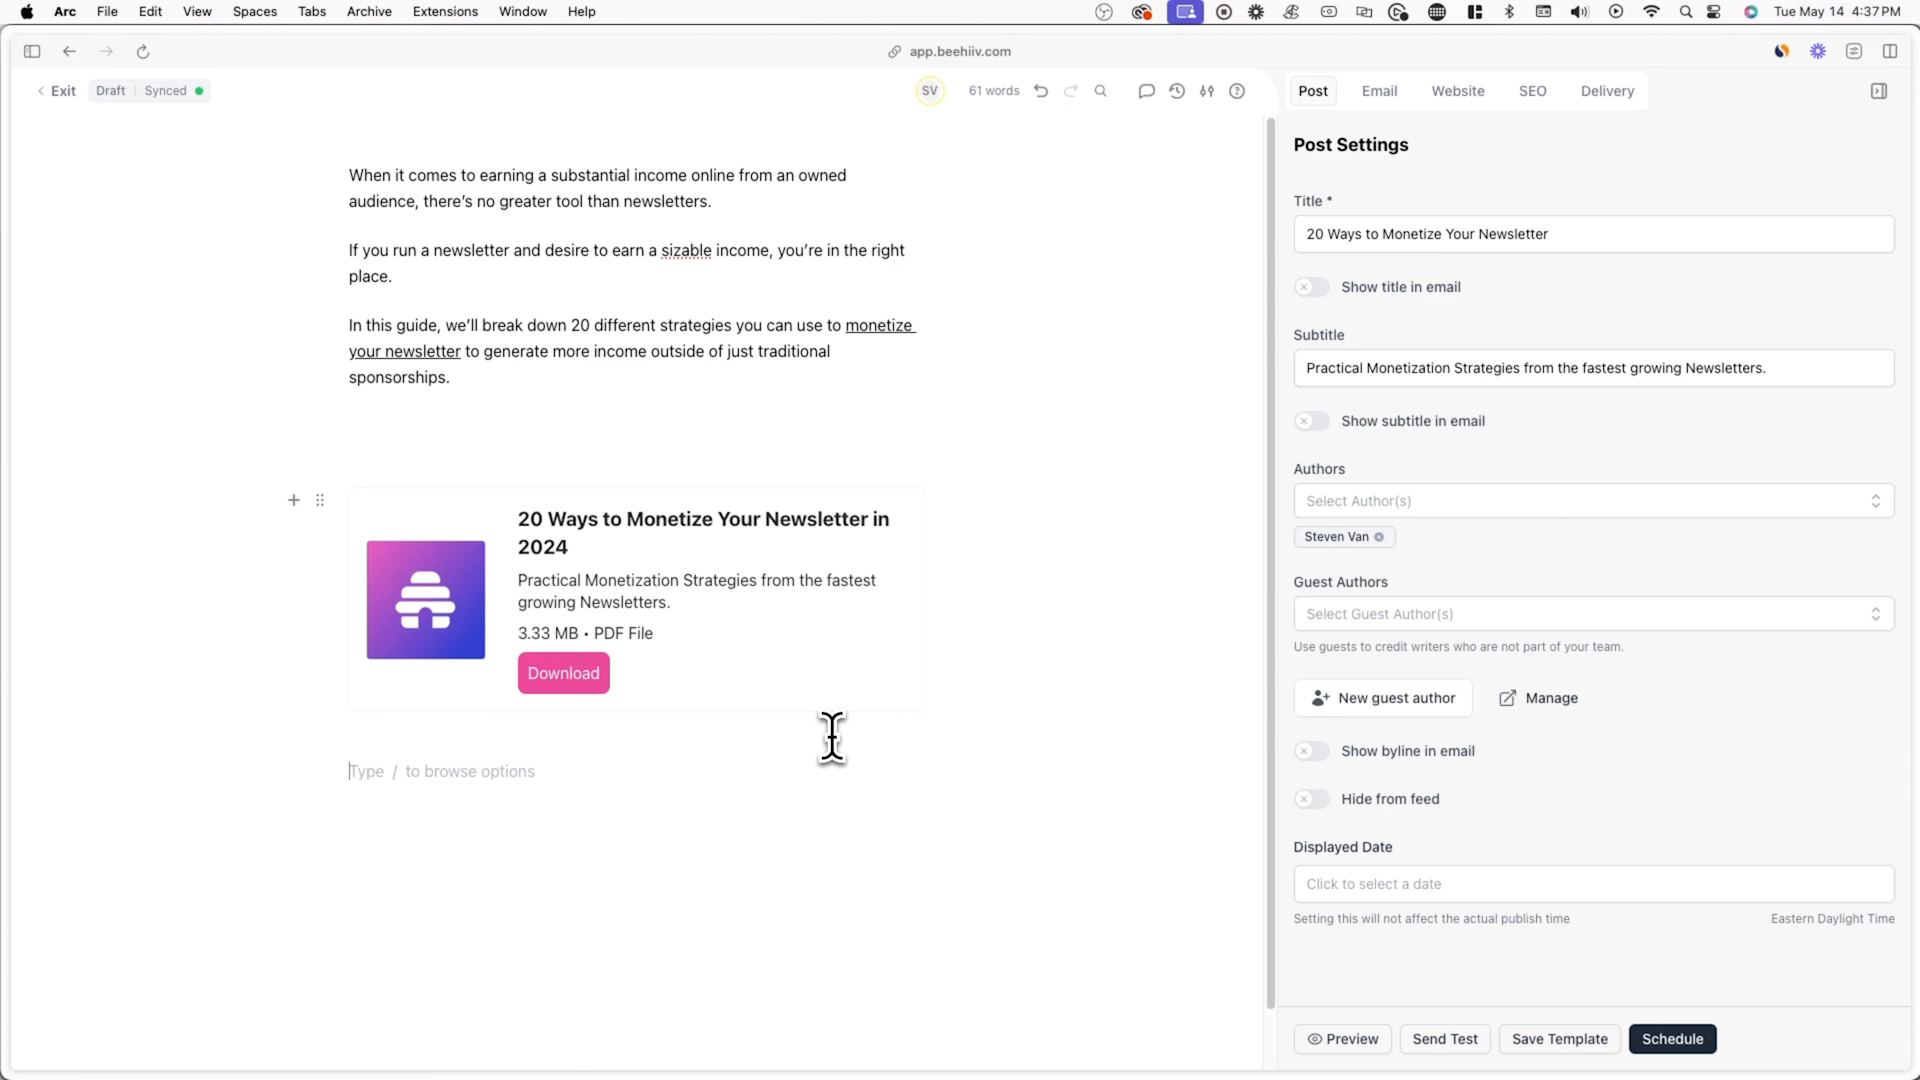 Arc File Edit View Spaces Tabs Archive Extensions Window Help Tue May 14 4:37 PM
app.beehiiv.com
Exit Draft Synced SV 61 words
Post Email Website SEO Delivery
When it comes to earning a substantial income online from an owned
audience, there's no greater tool than newsletters.
If you run a newsletter and desire to earn a sizable income, you're in the right
place.
In this guide, we'll break down 20 different strategies you can use to monetize
your newsletter to generate more income outside of just traditional
sponsorships.
20 Ways to Monetize Your Newsletter in
2024
Practical Monetization Strategies from the fastest
growing Newsletters.
3.33 MB • PDF File
Download
Type / to browse options
Post Settings
Title *
20 Ways to Monetize Your Newsletter
Show title in email
Subtitle
Practical Monetization Strategies from the fastest growing Newsletters.
Show subtitle in email
Authors
Select Author(s)
Steven Van
Guest Authors
Select Guest Author(s)
Use guests to credit writers who are not part of your team.
New guest author Manage
Show byline in email
Hide from feed
Displayed Date
Click to select a date
Setting this will not affect the actual publish time Eastern Daylight Time
Preview Send Test Save Template Schedule